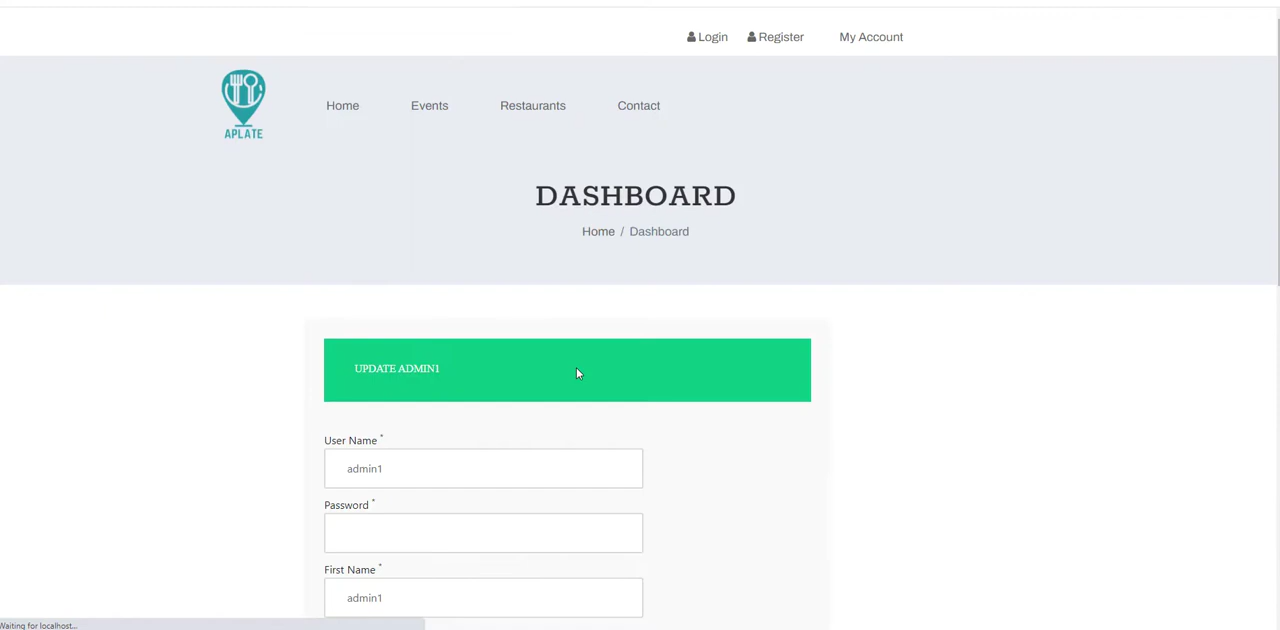 Login Register My Account
APLATE
Home Events Restaurants Contact
DASHBOARD
Home / Dashboard
UPDATE ADMIN1
User Name *
admin1
Password *
First Name *
admin1
Waiting for localhost...